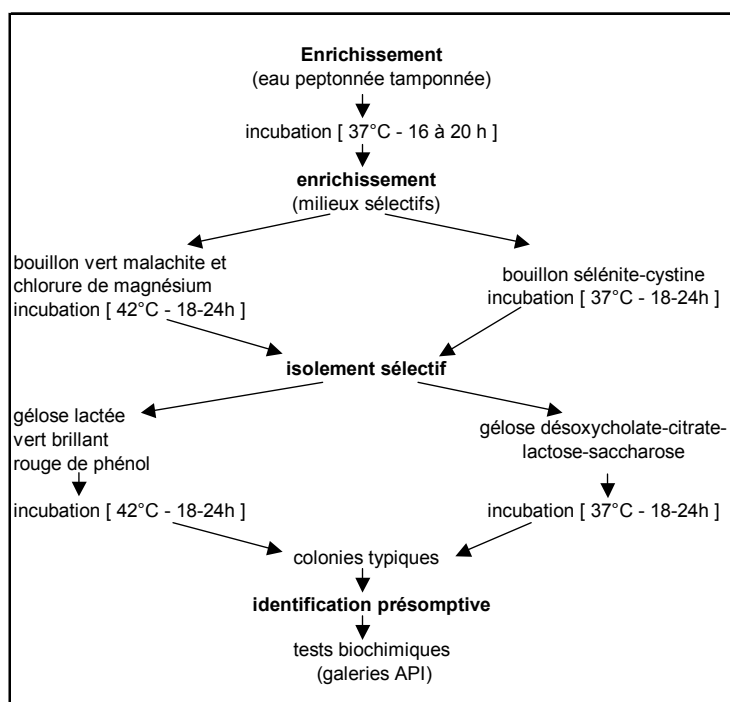 Enrichissement
(eau peptonnée tamponnée)
incubation [ 37°C - 16 à 20 h ]
enrichissement
(milieux sélectifs)
bouillon vert malachite et
chlorure de magnésium
incubation [ 42°C - 18-24h ]
bouillon sélénite-cystine
incubation [ 37°C - 18-24h ]
isolement sélectif
gélose lactée
vert brillant
rouge de phénol
incubation [ 42°C - 18-24h ]
gélose désoxycholate-citrate-
lactose-saccharose
incubation [ 37°C - 18-24h ]
colonies typiques
identification présomptive
tests biochimiques
(galeries API)